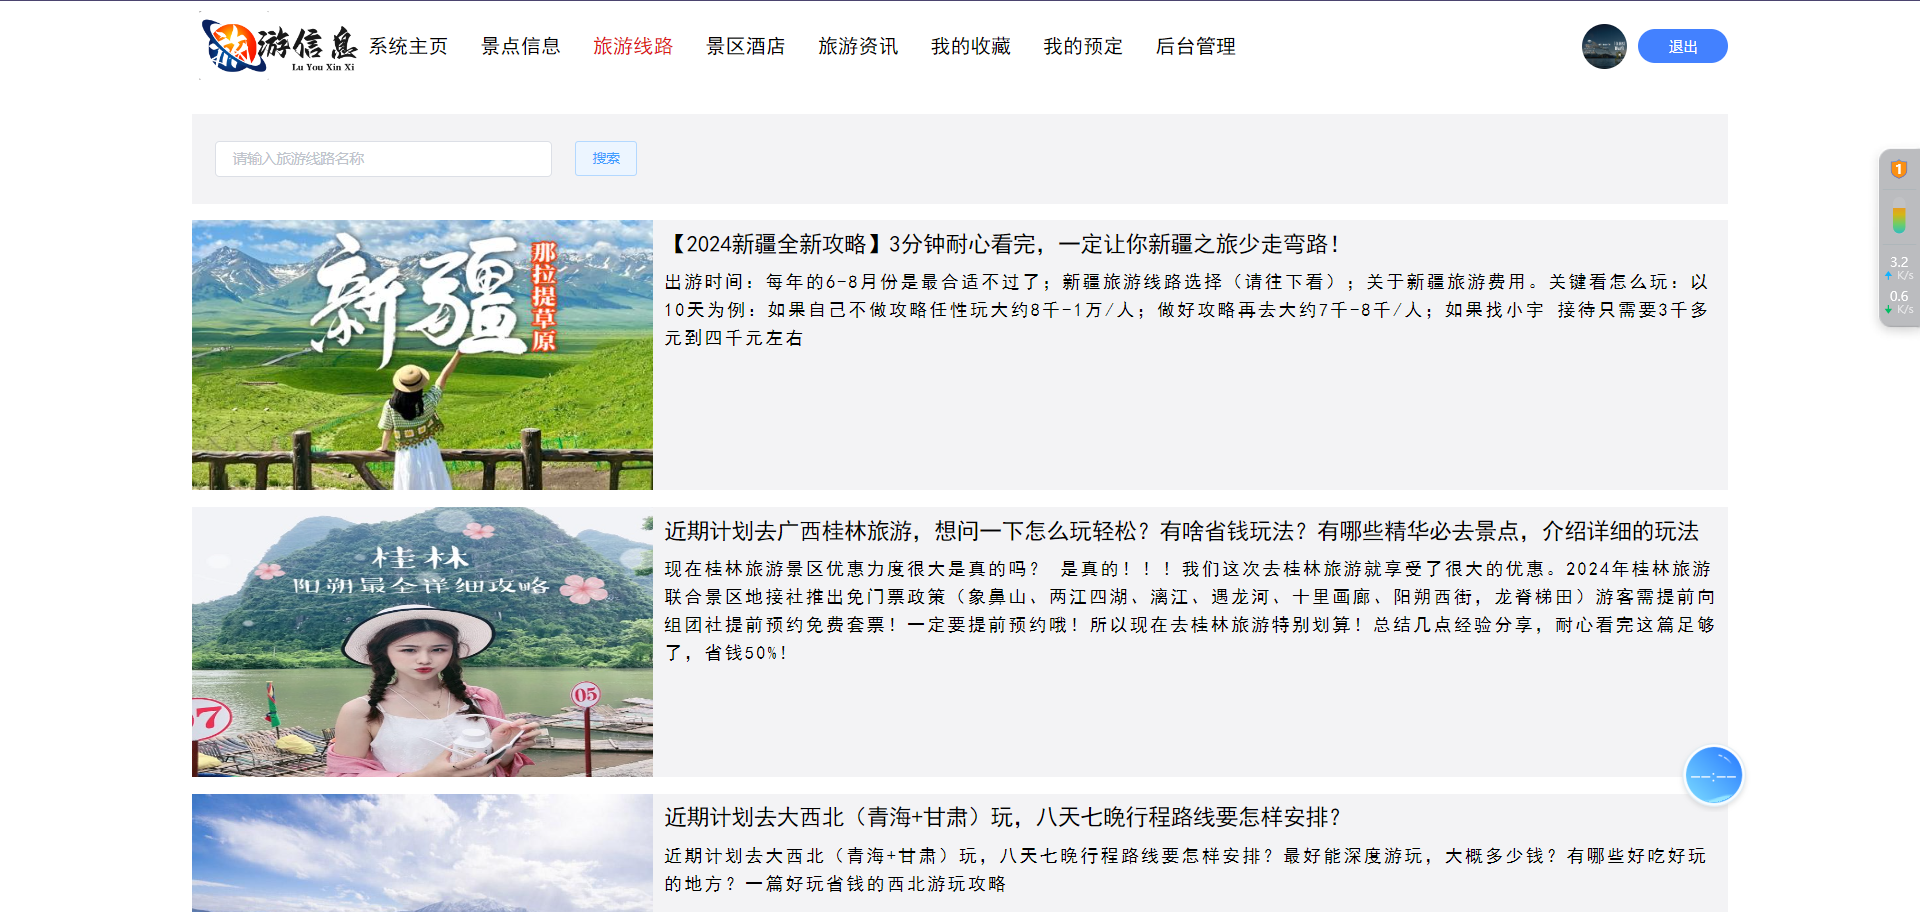 旅游信息
Lu You Xin Xi
系统主页 景点信息 旅游线路 景区酒店 旅游资讯 我的收藏 我的预定 后台管理
退出
请输入旅游线路名称
搜索
新疆
那拉提草原
【2024新疆全新攻略】3分钟耐心看完，一定让你新疆之旅少走弯路！
出游时间：每年的6-8月份是最合适不过了；新疆旅游线路选择（请往下看）；关于新疆旅游费用。关键看怎么玩：以
10天为例：如果自己不做攻略任性玩大约8千-1万/人；做好攻略再去大约7千-8千/人；如果找小宇 接待只需要3千多
元到四千元左右
桂林
阳朔最全详细攻略
05
7
近期计划去广西桂林旅游，想问一下怎么玩轻松？有啥省钱玩法？有哪些精华必去景点，介绍详细的玩法
现在桂林旅游景区优惠力度很大是真的吗？ 是真的！！！我们这次去桂林旅游就享受了很大的优惠。2024年桂林旅游
联合景区地接社推出免门票政策（象鼻山、两江四湖、漓江、遇龙河、十里画廊、阳朔西街，龙脊梯田）游客需提前向
组团社提前预约免费套票！一定要提前预约哦！所以现在去桂林旅游特别划算！总结几点经验分享，耐心看完这篇足够
了，省钱50%！
近期计划去大西北（青海+甘肃）玩，八天七晚行程路线要怎样安排？
近期计划去大西北（青海+甘肃）玩，八天七晚行程路线要怎样安排？最好能深度游玩，大概多少钱？有哪些好吃好玩
的地方？一篇好玩省钱的西北游玩攻略
1
3.2
K/s
0.6
K/s
--:--